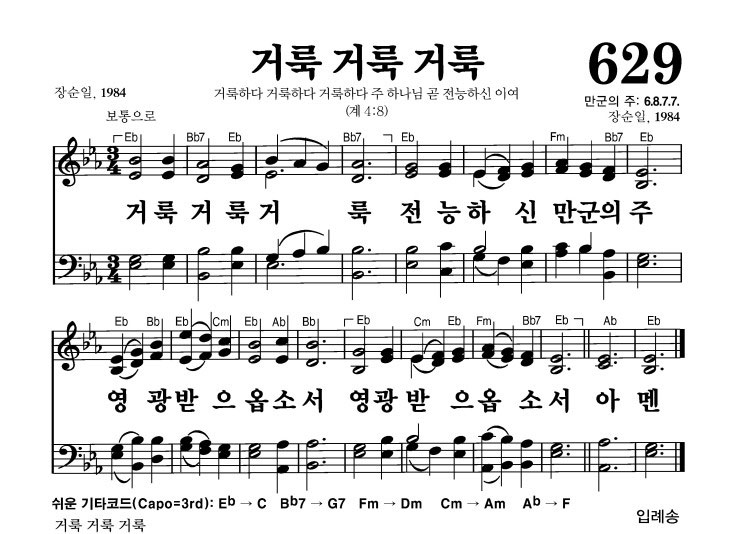 거룩 거룩 거룩
629
장순일, 1984
거룩하다 거룩하다 거룩하다 주 하나님 곧 전능하신 이여
(계 4:8)
만군의 주: 6.8.7.7.
장순일, 1984
보통으로
Eb Bb7 Eb Bb7 Eb Fm Bb7 Eb
3 4
거 룩 거 룩 거 룩 전 능 하 신 만 군의 주
3 4
Eb Bb Eb Cm Eb Ab Bb Eb Cm Eb Fm Bb7 Eb Ab Eb
영 광 받 으 옵 소 서 영 광 받 으 옵 소 서 아 멘
쉬운 기타코드(Capo=3rd): Eb → C Bb7 → G7 Fm → Dm Cm → Am Ab → F
거룩 거룩 거룩
입례송